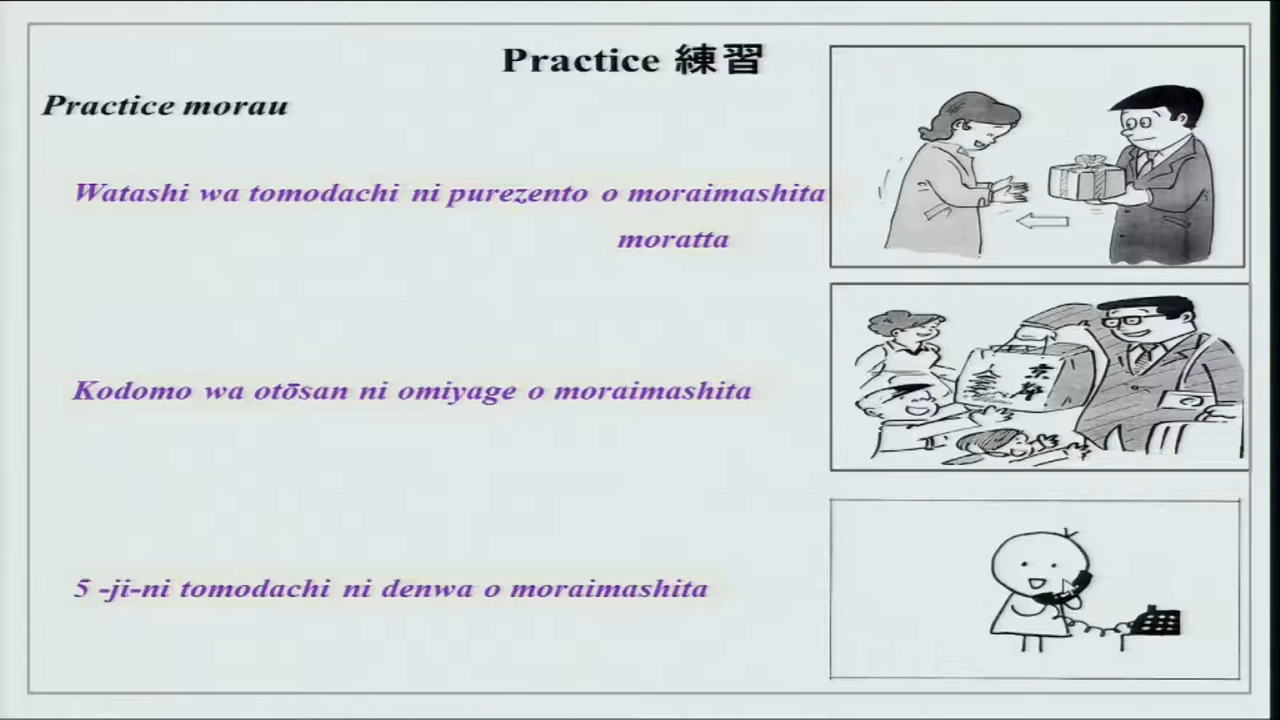 Practice 練習
Practice morau
Watashi wa tomodachi ni purezento o moraimashita
moratta
Kodomo wa otōsan ni omiyage o moraimashita
5 -ji-ni tomodachi ni denwa o moraimashita